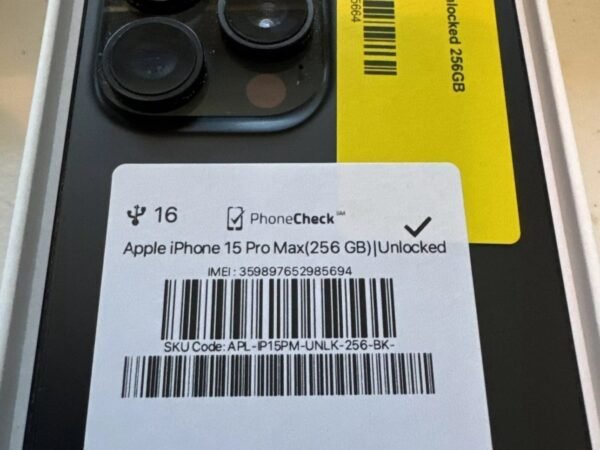 5664
nlocked 256GB
16
PhoneCheck SM
Apple iPhone 15 Pro Max(256 GB)|Unlocked
IMEI : 359897652985694
SKU Code: APL-IP15PM-UNLK-256-BK-